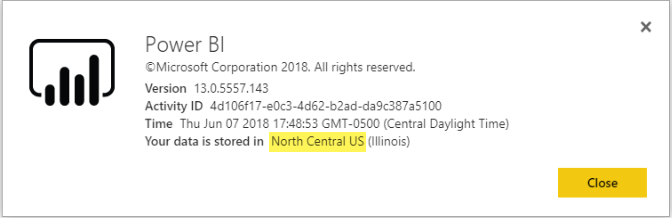 Power BI
©Microsoft Corporation 2018. All rights reserved.
Version 13.0.5557.143
Activity ID 4d106f17-e0c3-4d62-b2ad-da9c387a5100
Time Thu Jun 07 2018 17:48:53 GMT-0500 (Central Daylight Time)
Your data is stored in North Central US (Illinois)
Close